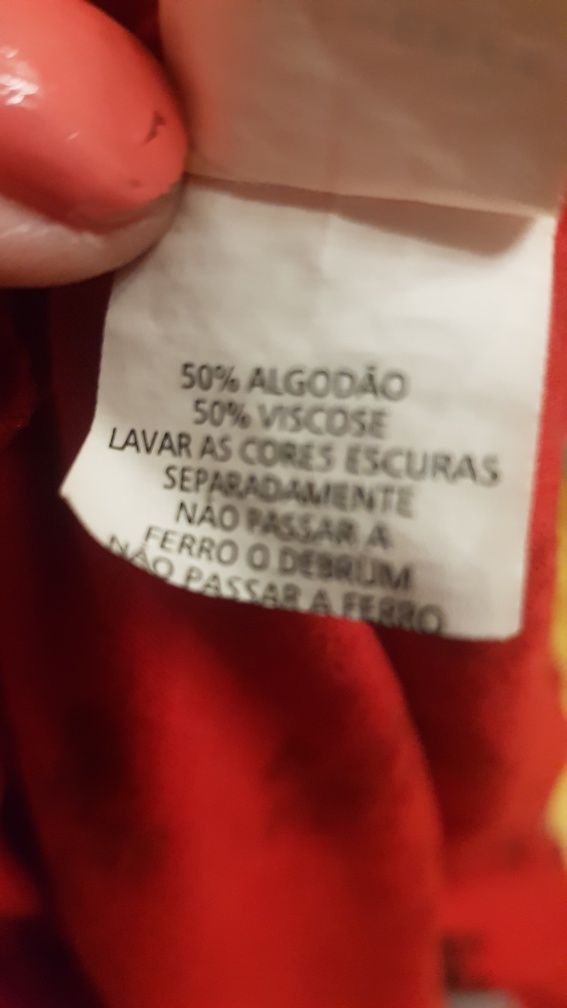 50% ALGODÃO
50% VISCOSE
LAVAR AS CORES ESCURAS
SEPARADAMENTE
NÃO PASSAR A
FERRO O DEBRUM
NÃO PASSAR A FERRO